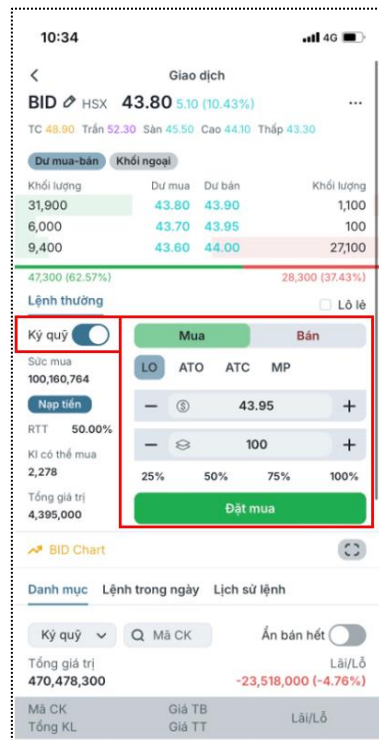 10:34 4G
Giao dịch
BID HSX 43.80 5.10 (10.43%) ...
TC 48.90 Trần 52.30 Sàn 45.50 Cao 44.10 Thấp 43.30
Dư mua-bán Khối ngoại
Khối lượng Dư mua Dư bán Khối lượng
31,900 43.80 43.90 1,100
6,000 43.70 43.95 100
9,400 43.60 44.00 27,100
47,300 (62.57%) 28,300 (37.43%)
Lệnh thường Lô lẻ
Ký quỹ Mua Bán
Sức mua
100,160,764
LO ATO ATC MP
Nạp tiền
43.95
RTT 50.00%
100
Kl có thể mua
2,278
25% 50% 75% 100%
Tổng giá trị
4,395,000
Đặt mua
BID Chart
Danh mục Lệnh trong ngày Lịch sử lệnh
Ký quỹ Mã CK Ẩn bán hết
Tổng giá trị Lãi/Lỗ
470,478,300 -23,518,000 (-4.76%)
Mã CK Giá TB Lãi/Lỗ
Tổng KL Giá TT